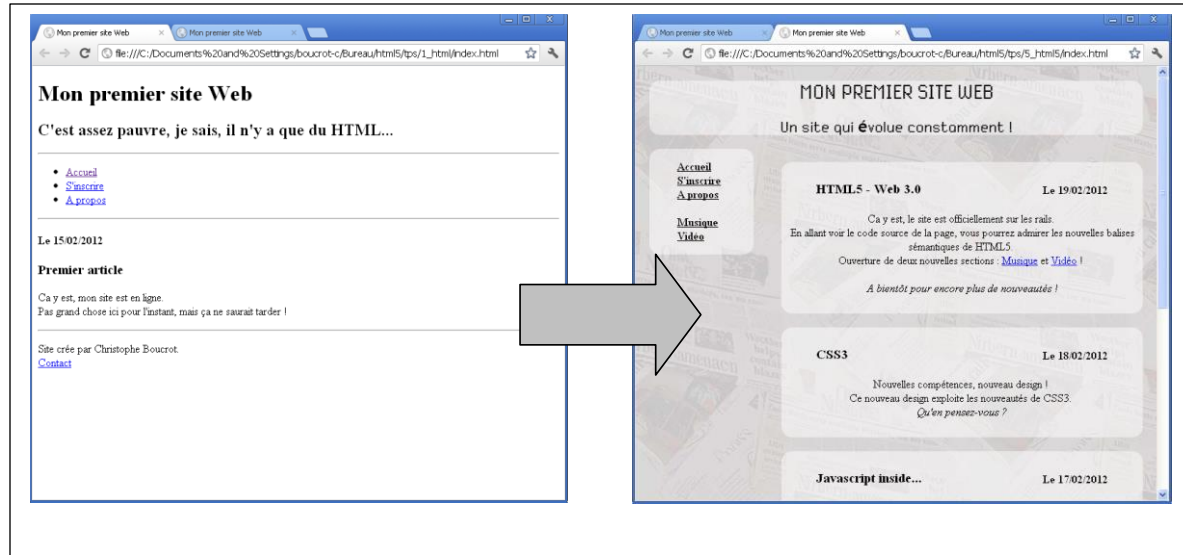 Mon premier site Web
Mon premier site Web
file:///C:/Documents%20and%20Settings/boucrot-c/Bureau/html5/tps/1_html/index.html
Mon premier site Web
C'est assez pauvre, je sais, il n'y a que du HTML...
Accueil
S'inscrire
A propos
Le 15/02/2012
Premier article
Ca y est, mon site est en ligne.
Pas grand chose ici pour l'instant, mais ça ne saurait tarder !
Site crée par Christophe Boucrot.
Contact
Mon premier site Web
Mon premier site Web
file:///C:/Documents%20and%20Settings/boucrot-c/Bureau/html5/tps/5_html5/index.html
MON PREMIER SITE WEB
Un site qui évolue constamment !
Accueil
S'inscrire
A propos
Musique
Vidéo
HTML5 - Web 3.0
Le 19/02/2012
Ca y est, le site est officiellement sur les rails.
En allant voir le code source de la page, vous pourrez admirer les nouvelles balises
sémantiques de HTML5.
Ouverture de deux nouvelles sections : Musique et Vidéo !
A bientôt pour encore plus de nouveautés !
CSS3
Le 18/02/2012
Nouvelles compétences, nouveau design !
Ce nouveau design exploite les nouveautés de CSS3.
Qu'en pensez-vous ?
Javascript inside...
Le 17/02/2012